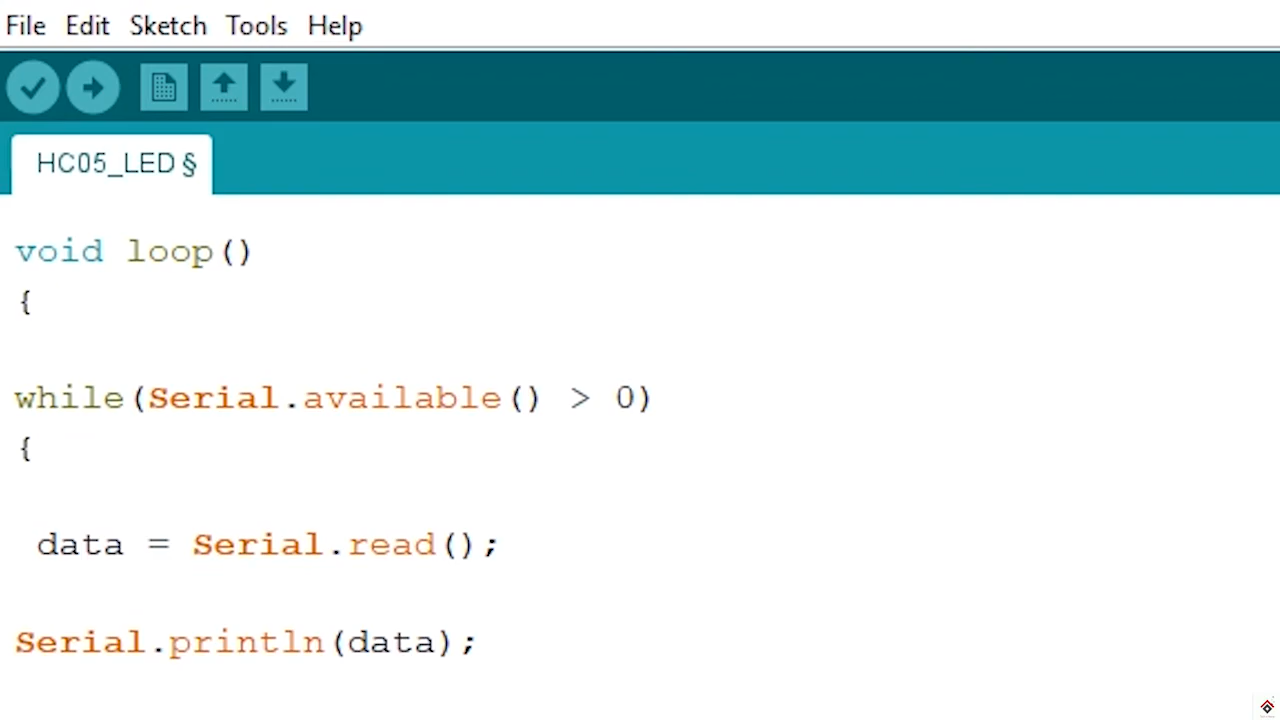 File Edit Sketch Tools Help
HC05_LED §
void loop()
{
while(Serial.available() > 0)
{
data = Serial.read();
Serial.println(data);